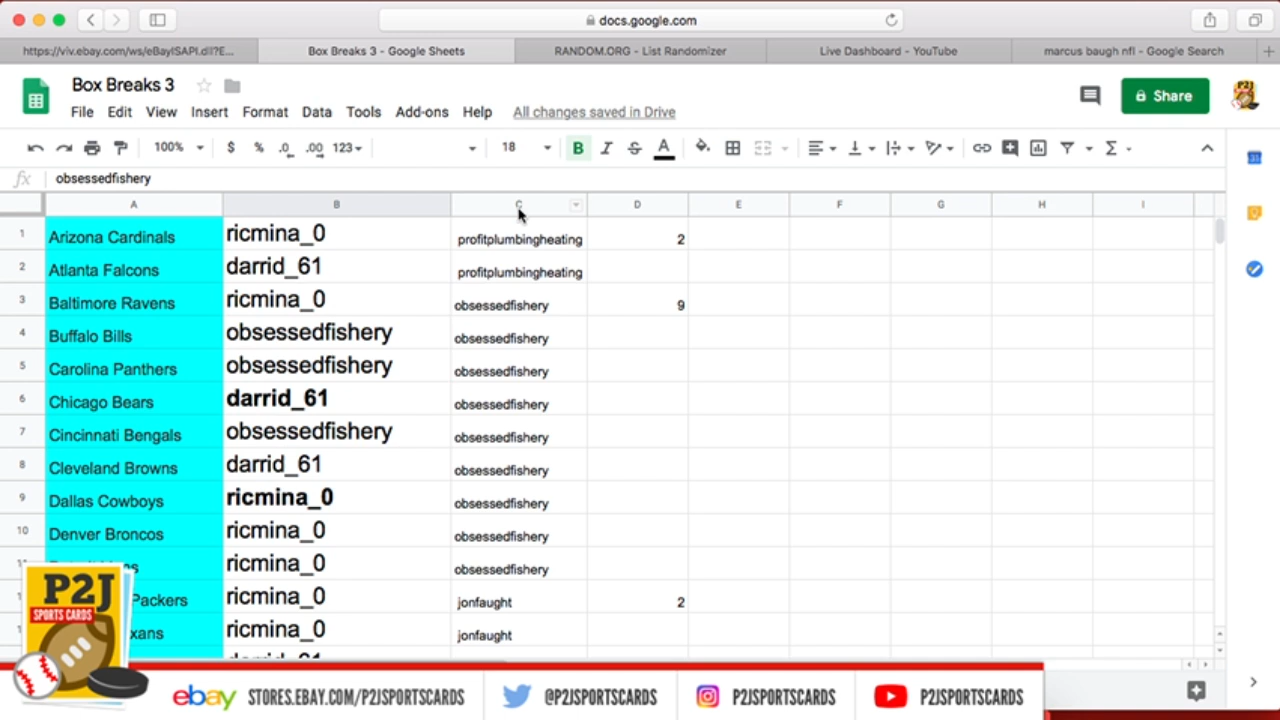 docs.google.com
https://viv.ebay.com/ws/eBayISAPI.dll?E...
Box Breaks 3 - Google Sheets
RANDOM.ORG - List Randomizer
Live Dashboard - YouTube
marcus baugh nfl - Google Search
Box Breaks 3
File Edit View Insert Format Data Tools Add-ons Help All changes saved in Drive
Share
100% $ % .0 .00 123 18 B I S A
fx obsessedfishery
A B C D E F G H I
1 Arizona Cardinals ricmina_0 profitplumbingheating 2
2 Atlanta Falcons darrid_61 profitplumbingheating
3 Baltimore Ravens ricmina_0 obsessedfishery 9
4 Buffalo Bills obsessedfishery obsessedfishery
5 Carolina Panthers obsessedfishery obsessedfishery
6 Chicago Bears darrid_61 obsessedfishery
7 Cincinnati Bengals obsessedfishery obsessedfishery
8 Cleveland Browns darrid_61 obsessedfishery
9 Dallas Cowboys ricmina_0 obsessedfishery
10 Denver Broncos ricmina_0 obsessedfishery
ricmina_0 obsessedfishery
Packers ricmina_0 jonfaught 2
xans ricmina_0 jonfaught
P2J
SPORTS CARDS
ebay STORES.EBAY.COM/P2JSPORTSCARDS
@P2JSPORTSCARDS
P2JSPORTSCARDS
P2JSPORTSCARDS